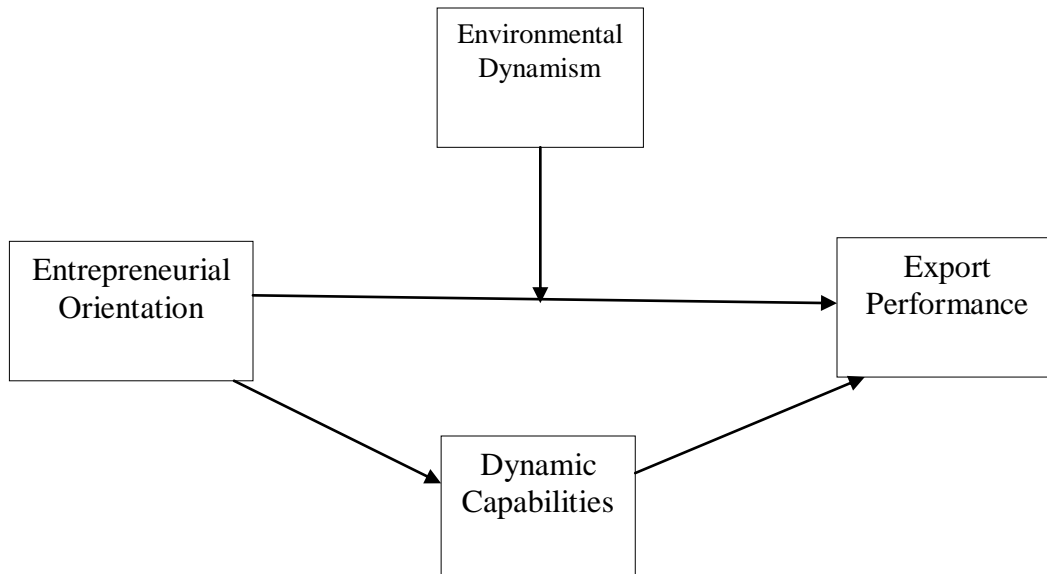 Environmental
Dynamism
Entrepreneurial
Orientation
Export
Performance
Dynamic
Capabilities